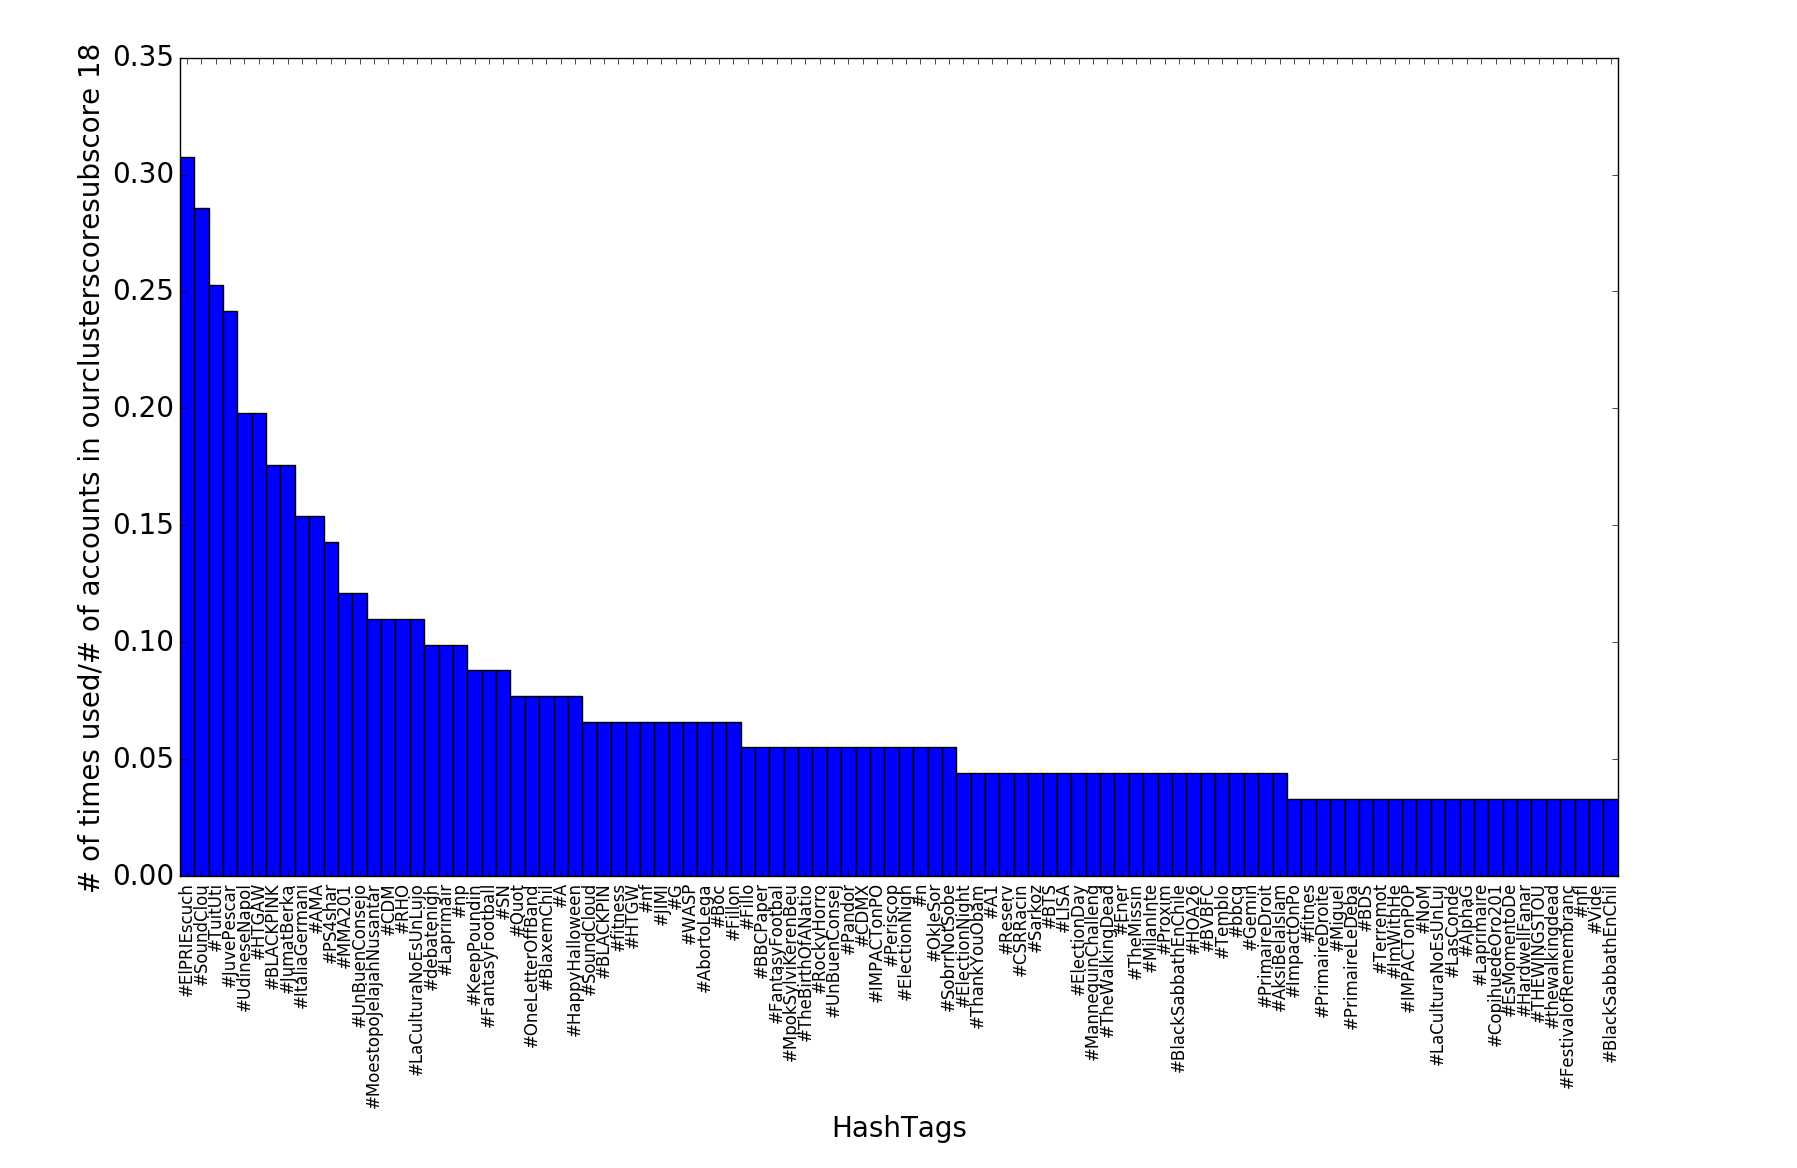 # of times used/# of accounts in ourclusterscoresubscore 18
0.35
0.30
0.25
0.20
0.15
0.10
0.05
0.00
#ElPRIEscuch
#SoundClou
#TuitUti
#JuvePescar
#UdineseNapol
#HTGAW
#BLACKPINK
#JumatBerka
#ItaliaGermani
#AMA
#PS4shar
#MMA201
#UnBuenConsejo
#MoestopoJelajahNusantar
#CDM
#RHO
#LaCulturaNoEsUnLujo
#debatenigh
#Laprimair
#np
#KeepPoundin
#FantasyFootball
#SN
#Quot
#OneLetterOffBand
#BlaxemChil
#A
#HappyHalloween
#SoundCloud
#BLACKPIN
#fitness
#HTGW
#nf
#JIMI
#G
#WASP
#AbortoLega
#Boc
#Fillon
#Fillo
#BBCPaper
#FantasyFootbal
#MpokSylviKerenBeu
#TheBirthOfANatio
#RockyHorro
#UnBuenConsej
#Pandor
#CDMX
#IMPACTonPO
#Periscop
#ElectionNigh
#n
#OkJeSor
#SobrriNotSobe
#ElectionNight
#ThankYouObam
#A1
#Reserv
#CSRRacin
#Sarkoz
#BTS
#LISA
#ElectionDay
#MannequinChalleng
#TheWalkingDead
#Ener
#TheMissin
#MilanInte
#Proxim
#BlackSabbathEnChile
#HOA26
#BVBFC
#Temblo
#bbcq
#Gemin
#PrimaireDroit
#AksiBelaIslam
#ImpactOnPo
#fitnes
#PrimaireDroite
#Miguel
#PrimaireLeDeba
#BDS
#Terremot
#ImWithHe
#IMPACTonPOP
#NoM
#LaCulturaNoEsUnLuj
#LasConde
#AlphaG
#Laprimaire
#CopihuedeOro201
#EsMomentoDe
#HardwellFanar
#THEWINGSTOU
#thewalkingdead
#FestivalofRemembranc
#nfl
#Vide
#BlackSabbathEnChil
HashTags